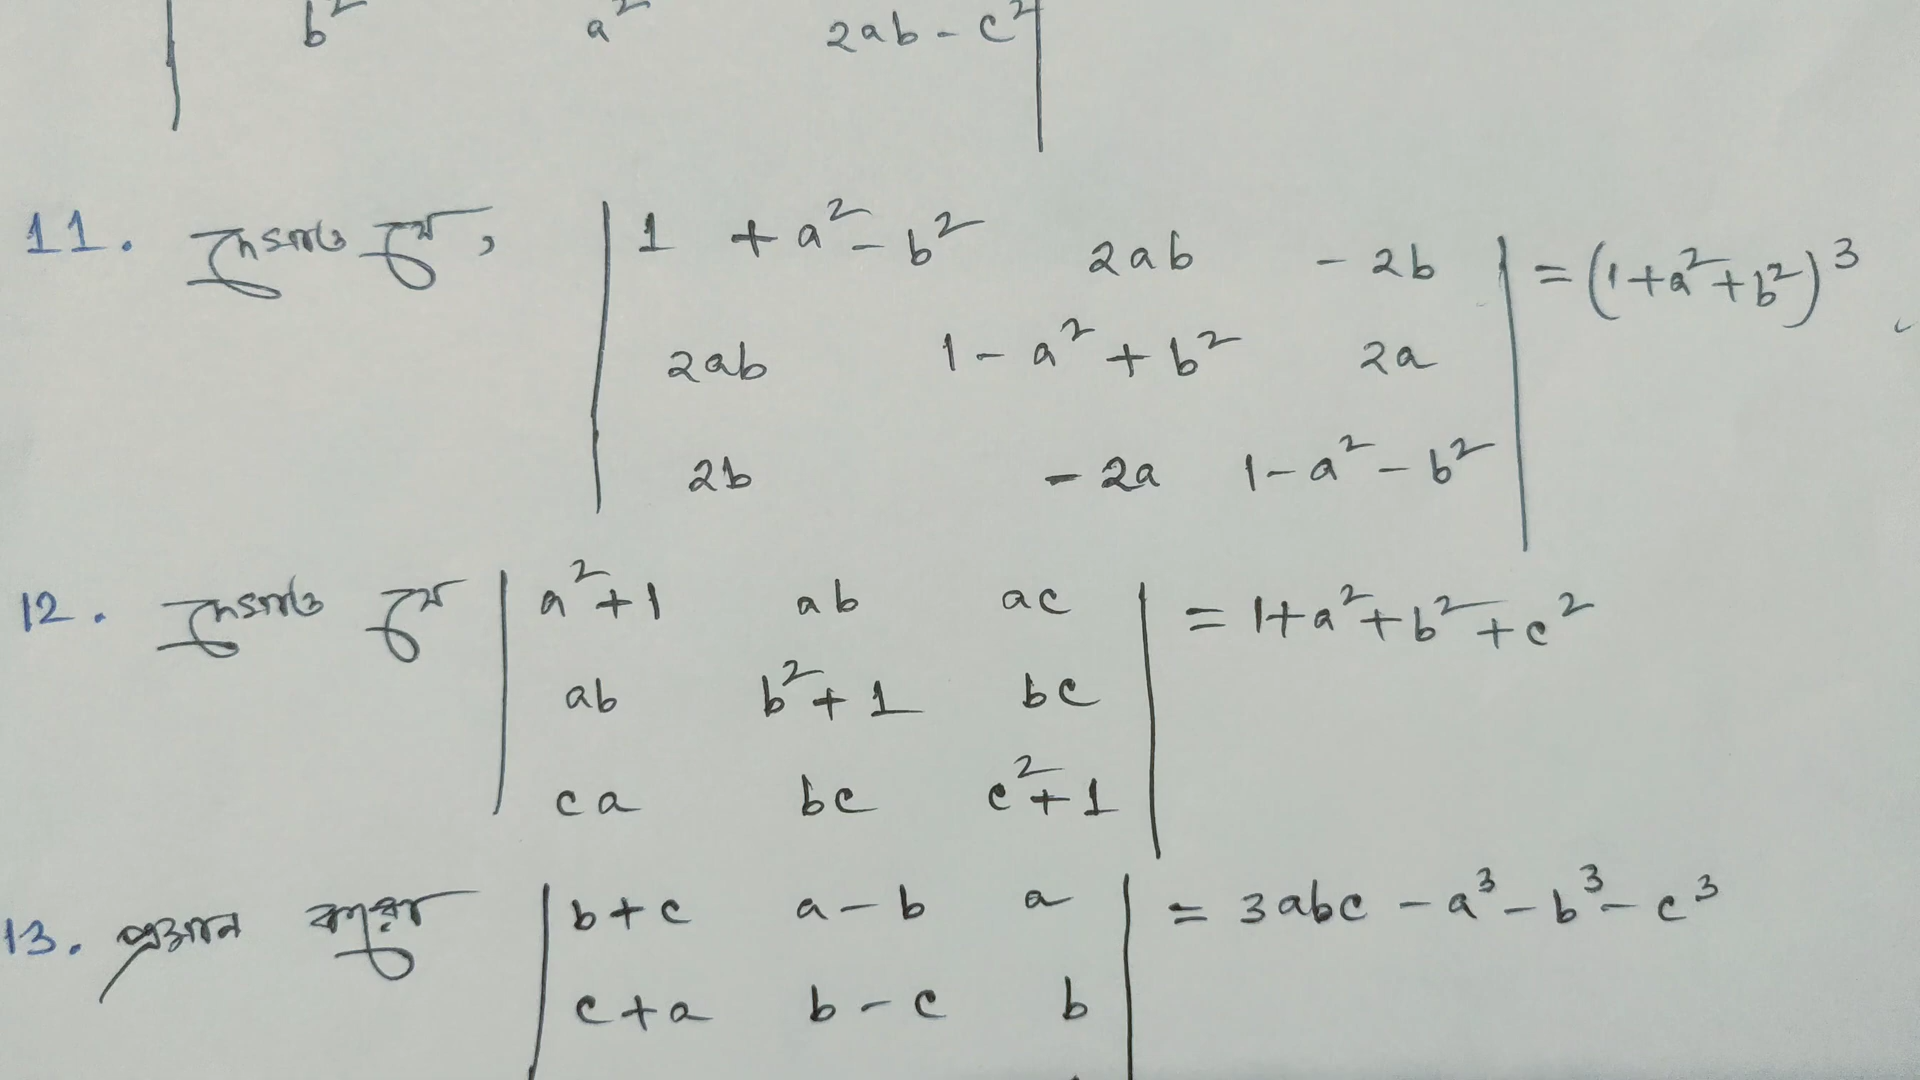 b² a² 2ab - c²
11. দেখাও যে, | 1 + a² - b² 2ab - 2b | = (1 + a² + b²)³
2ab 1 - a² + b² 2a
2b - 2a 1 - a² - b²
12. দেখাও যে | a² + 1 ab ac | = 1 + a² + b² + c²
ab b² + 1 bc
ca bc c² + 1
13. প্রমান কর | b + c a - b a | = 3abc - a³ - b³ - c³
c + a b - c b